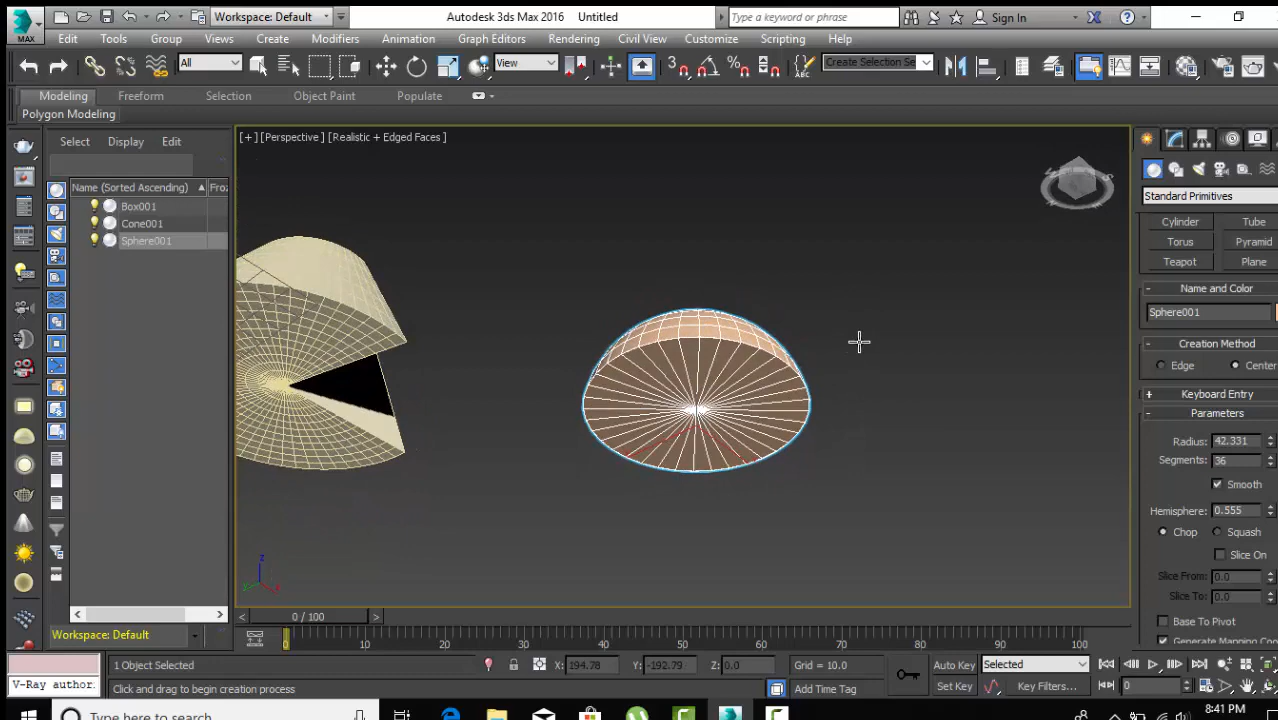 Workspace: Default
Autodesk 3ds Max 2016 Untitled
Type a keyword or phrase
Sign In
MAX
Edit Tools Group Views Create Modifiers Animation Graph Editors Rendering Civil View Customize Scripting Help
All
View
3
Create Selection Se
Modeling Freeform Selection Object Paint Populate
Polygon Modeling
Select Display Edit
[+] [Perspective] [Realistic + Edged Faces]
Name (Sorted Ascending) Fro
Box001
Cone001
Sphere001
Standard Primitives
Cylinder Tube
Torus Pyramid
Teapot Plane
Name and Color
Sphere001
Creation Method
Edge Center
Keyboard Entry
Parameters
Radius: 42.331
Segments: 36
Smooth
Hemisphere: 0.555
Chop Squash
Slice On
Slice From: 0.0
Slice To: 0.0
Base To Pivot
Generate Mapping Coo
z
0 / 100
Workspace: Default
0 10 20 30 40 50 60 70 80 90 100
1 Object Selected
X: 194.78 Y: -192.79 Z: 0.0
Grid = 10.0
Auto Key Selected
V-Ray author.
Click and drag to begin creation process
Add Time Tag
Set Key Key Filters...
0
Type here to search
8:41 PM